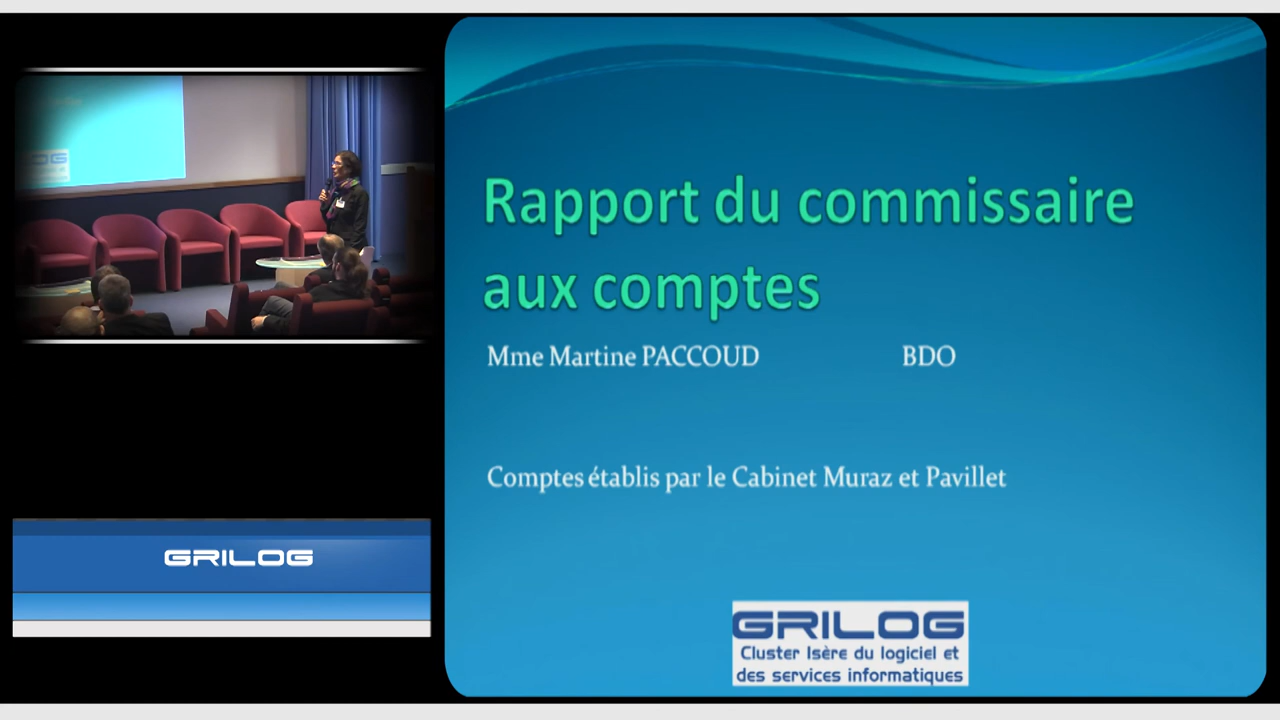 Rapport du commissaire
aux comptes
Mme Martine PACCOUD BDO
Comptes établis par le Cabinet Muraz et Pavillet
GRILOG
GRILOG
Cluster Isère du logiciel et
des services informatiques